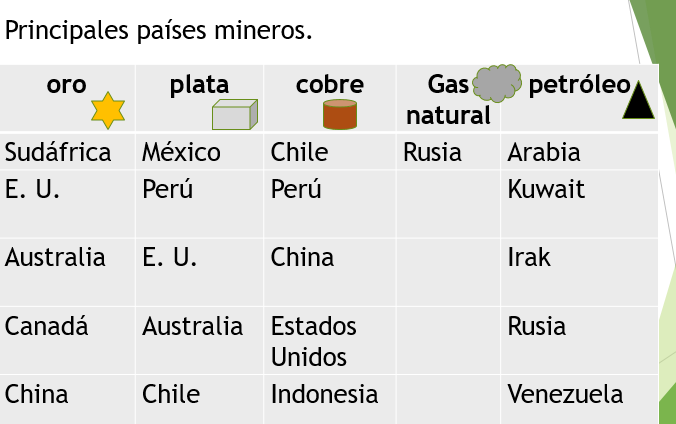 Principales países mineros.
oro plata cobre Gas natural petróleo
Sudáfrica México Chile Rusia Arabia
E. U. Perú Perú Kuwait
Australia E. U. China Irak
Canadá Australia Estados Unidos Rusia
China Chile Indonesia Venezuela